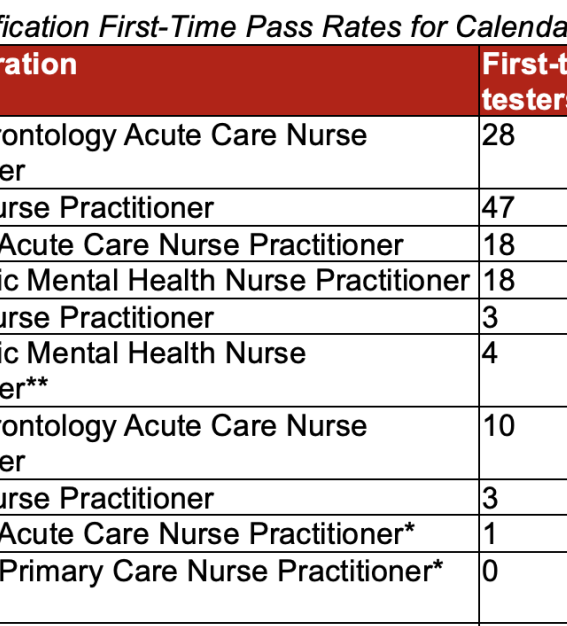 fication First-Time Pass Rates for Calenda
ration First-t
testers
rontology Acute Care Nurse 28
er
urse Practitioner 47
Acute Care Nurse Practitioner 18
ic Mental Health Nurse Practitioner 18
urse Practitioner 3
ic Mental Health Nurse 4
er**
rontology Acute Care Nurse 10
er
urse Practitioner 3
Acute Care Nurse Practitioner* 1
Primary Care Nurse Practitioner* 0